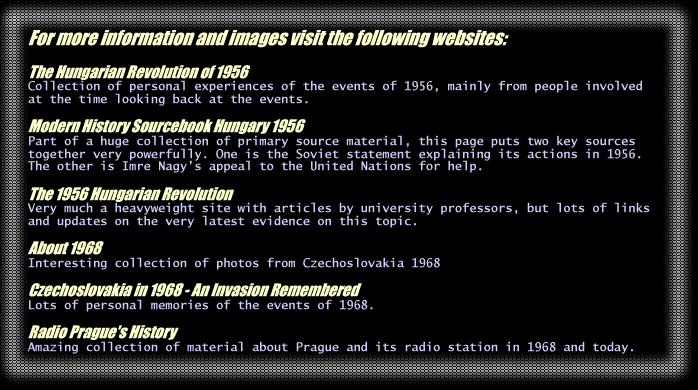 For more information and images visit the following websites:
The Hungarian Revolution of 1956
Collection of personal experiences of the events of 1956, mainly from people involved
at the time looking back at the events.
Modern History Sourcebook Hungary 1956
Part of a huge collection of primary source material, this page puts two key sources
together very powerfully. One is the Soviet statement explaining its actions in 1956.
The other is Imre Nagy's appeal to the United Nations for help.
The 1956 Hungarian Revolution
Very much a heavyweight site with articles by university professors, but lots of links
and updates on the very latest evidence on this topic.
About 1968
Interesting collection of photos from Czechoslovakia 1968
Czechoslovakia in 1968 - An Invasion Remembered
Lots of personal memories of the events of 1968.
Radio Prague's History
Amazing collection of material about Prague and its radio station in 1968 and today.